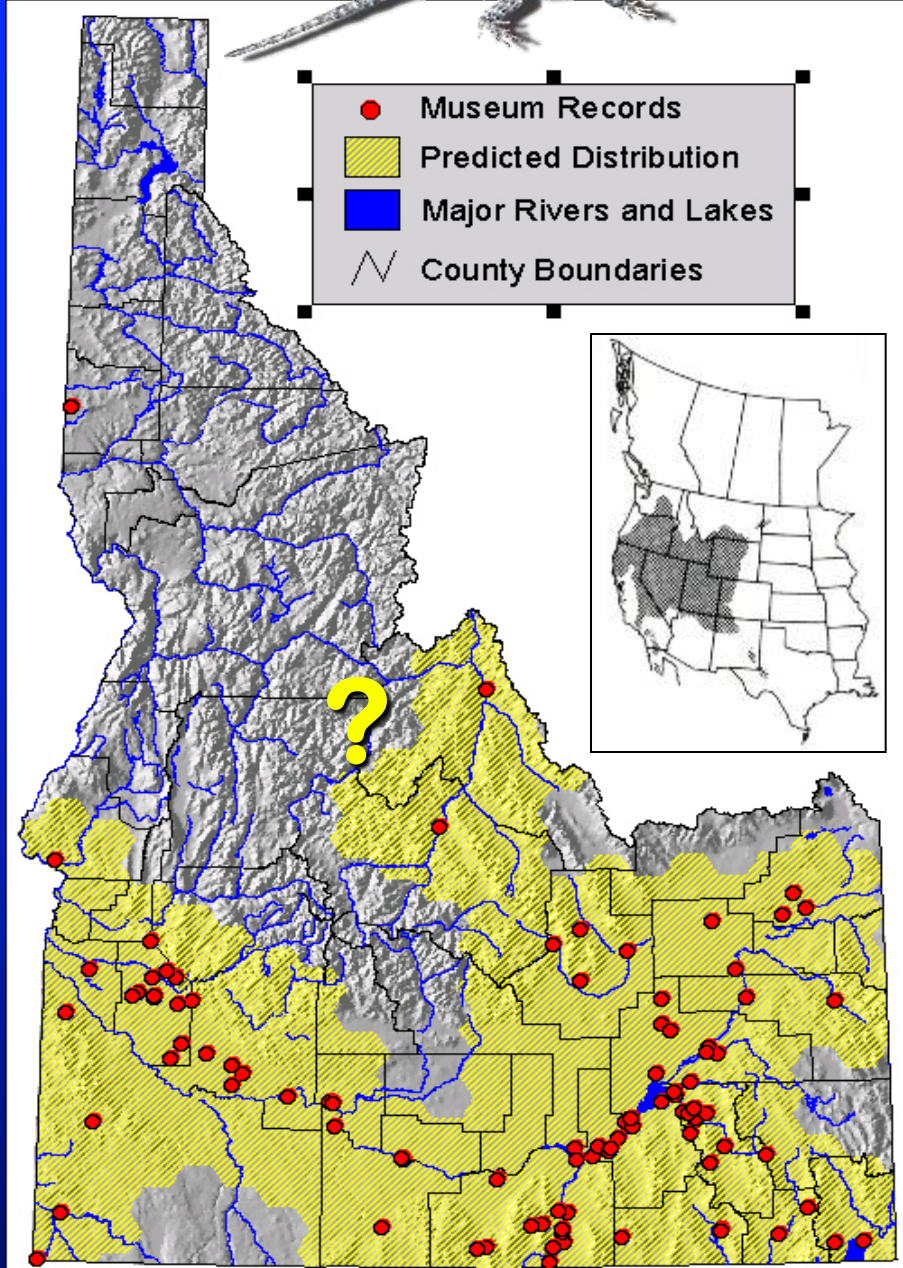 Museum Records
Predicted Distribution
Major Rivers and Lakes
County Boundaries
?